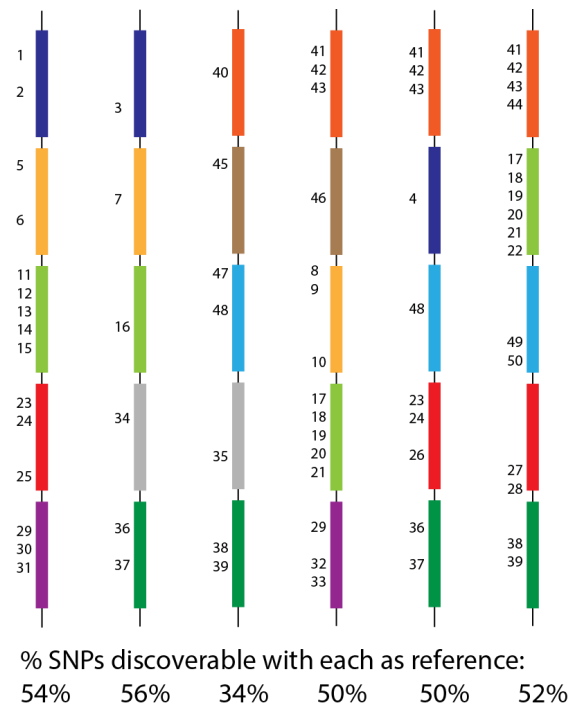 41 41 41
1 42 42 42
40 43 43 43
2 44
3
5 45 17
18
7 46 4 19
6 20
21
22
11 47 8
12 9
13 48 48
14 16 49
15 10 50
23 17 23
24 34 18 24
19
35 20 26
25 21 27
28
29 36 29 36
30 38 38
31 37 39 32 37 39
33
% SNPs discoverable with each as reference:
54% 56% 34% 50% 50% 52%